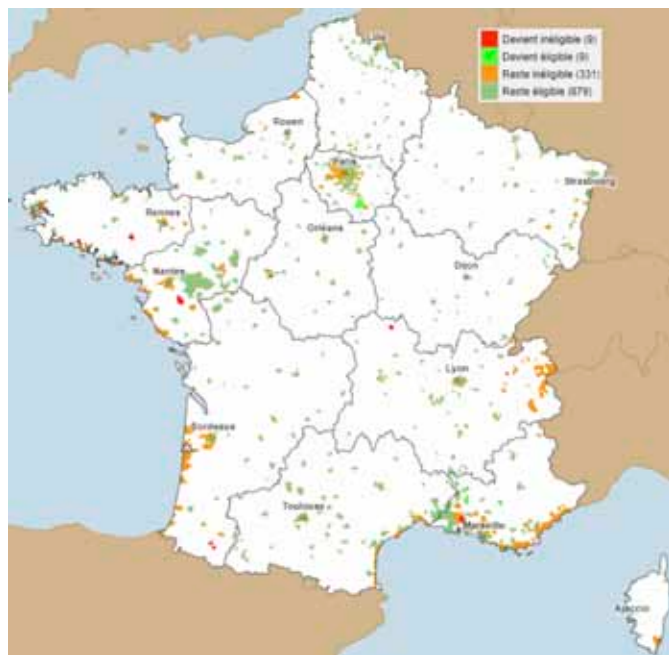 Devient inéligible (9)
Devient éligible (9)
Reste inéligible (331)
Reste éligible (879)
Lille
Rouen
Paris
Strasbourg
Rennes
Orléans
Nantes
Dijon
Lyon
Bordeaux
Toulouse
Marseille
Ajaccio